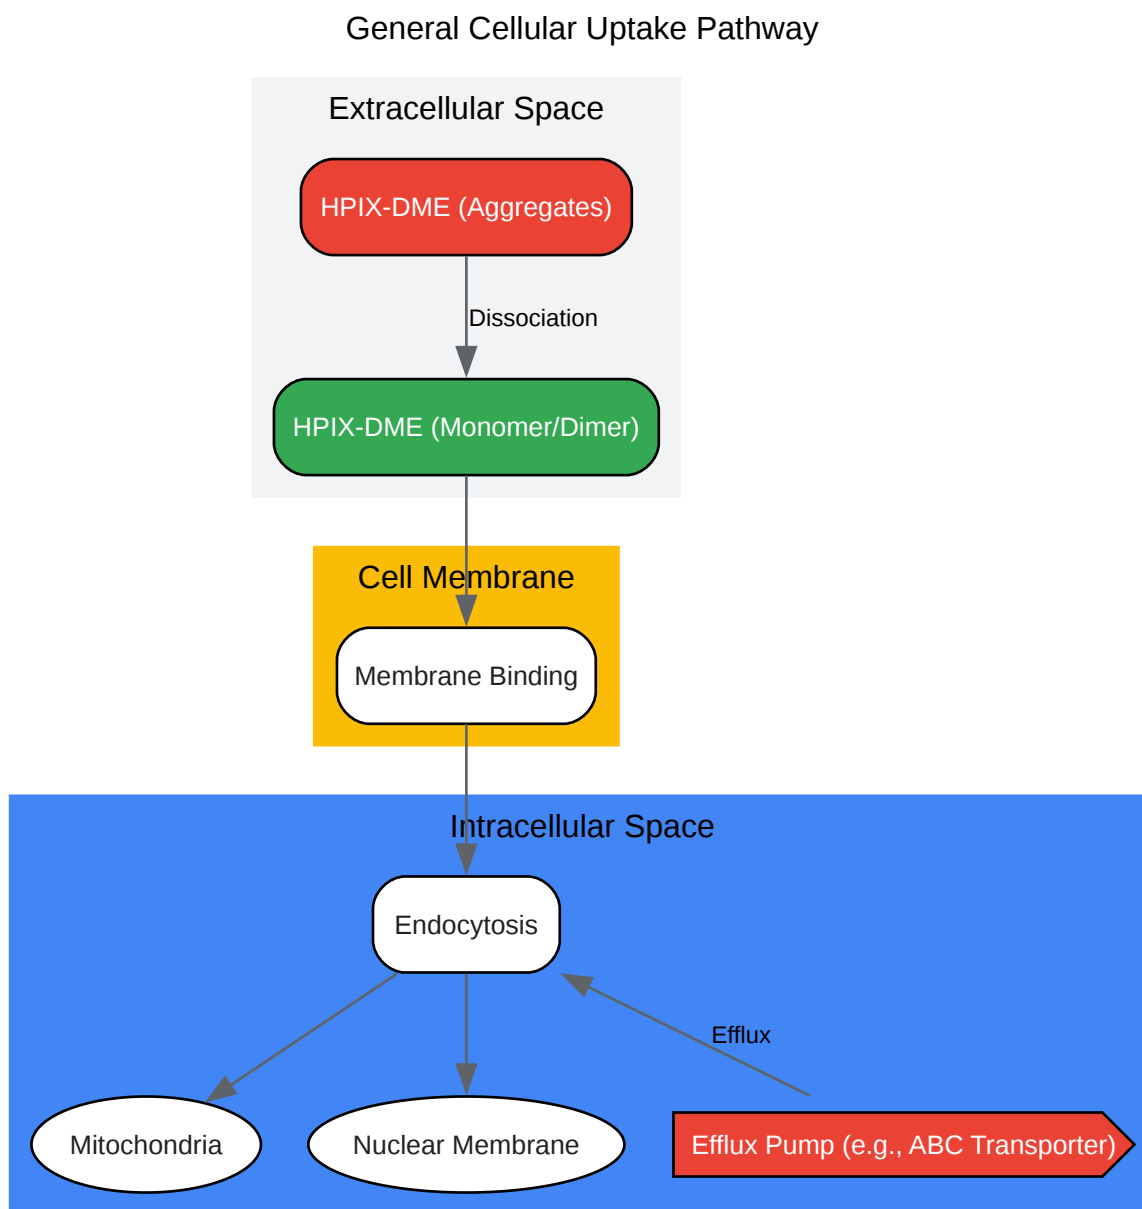 General Cellular Uptake Pathway
Extracellular Space
HPIX-DME (Aggregates)
Dissociation
HPIX-DME (Monomer/Dimer)
Cell Membrane
Membrane Binding
Intracellular Space
Endocytosis
Efflux
Mitochondria
Nuclear Membrane
Efflux Pump (e.g., ABC Transporter)